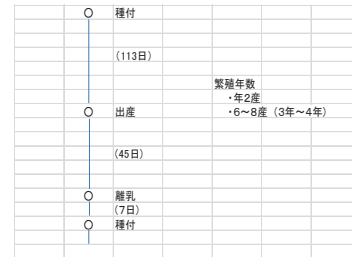 種付
(113日)
繁殖年数
・年2産
出産
・6～8産（3年～4年）
(45日)
離乳
(7日)
種付